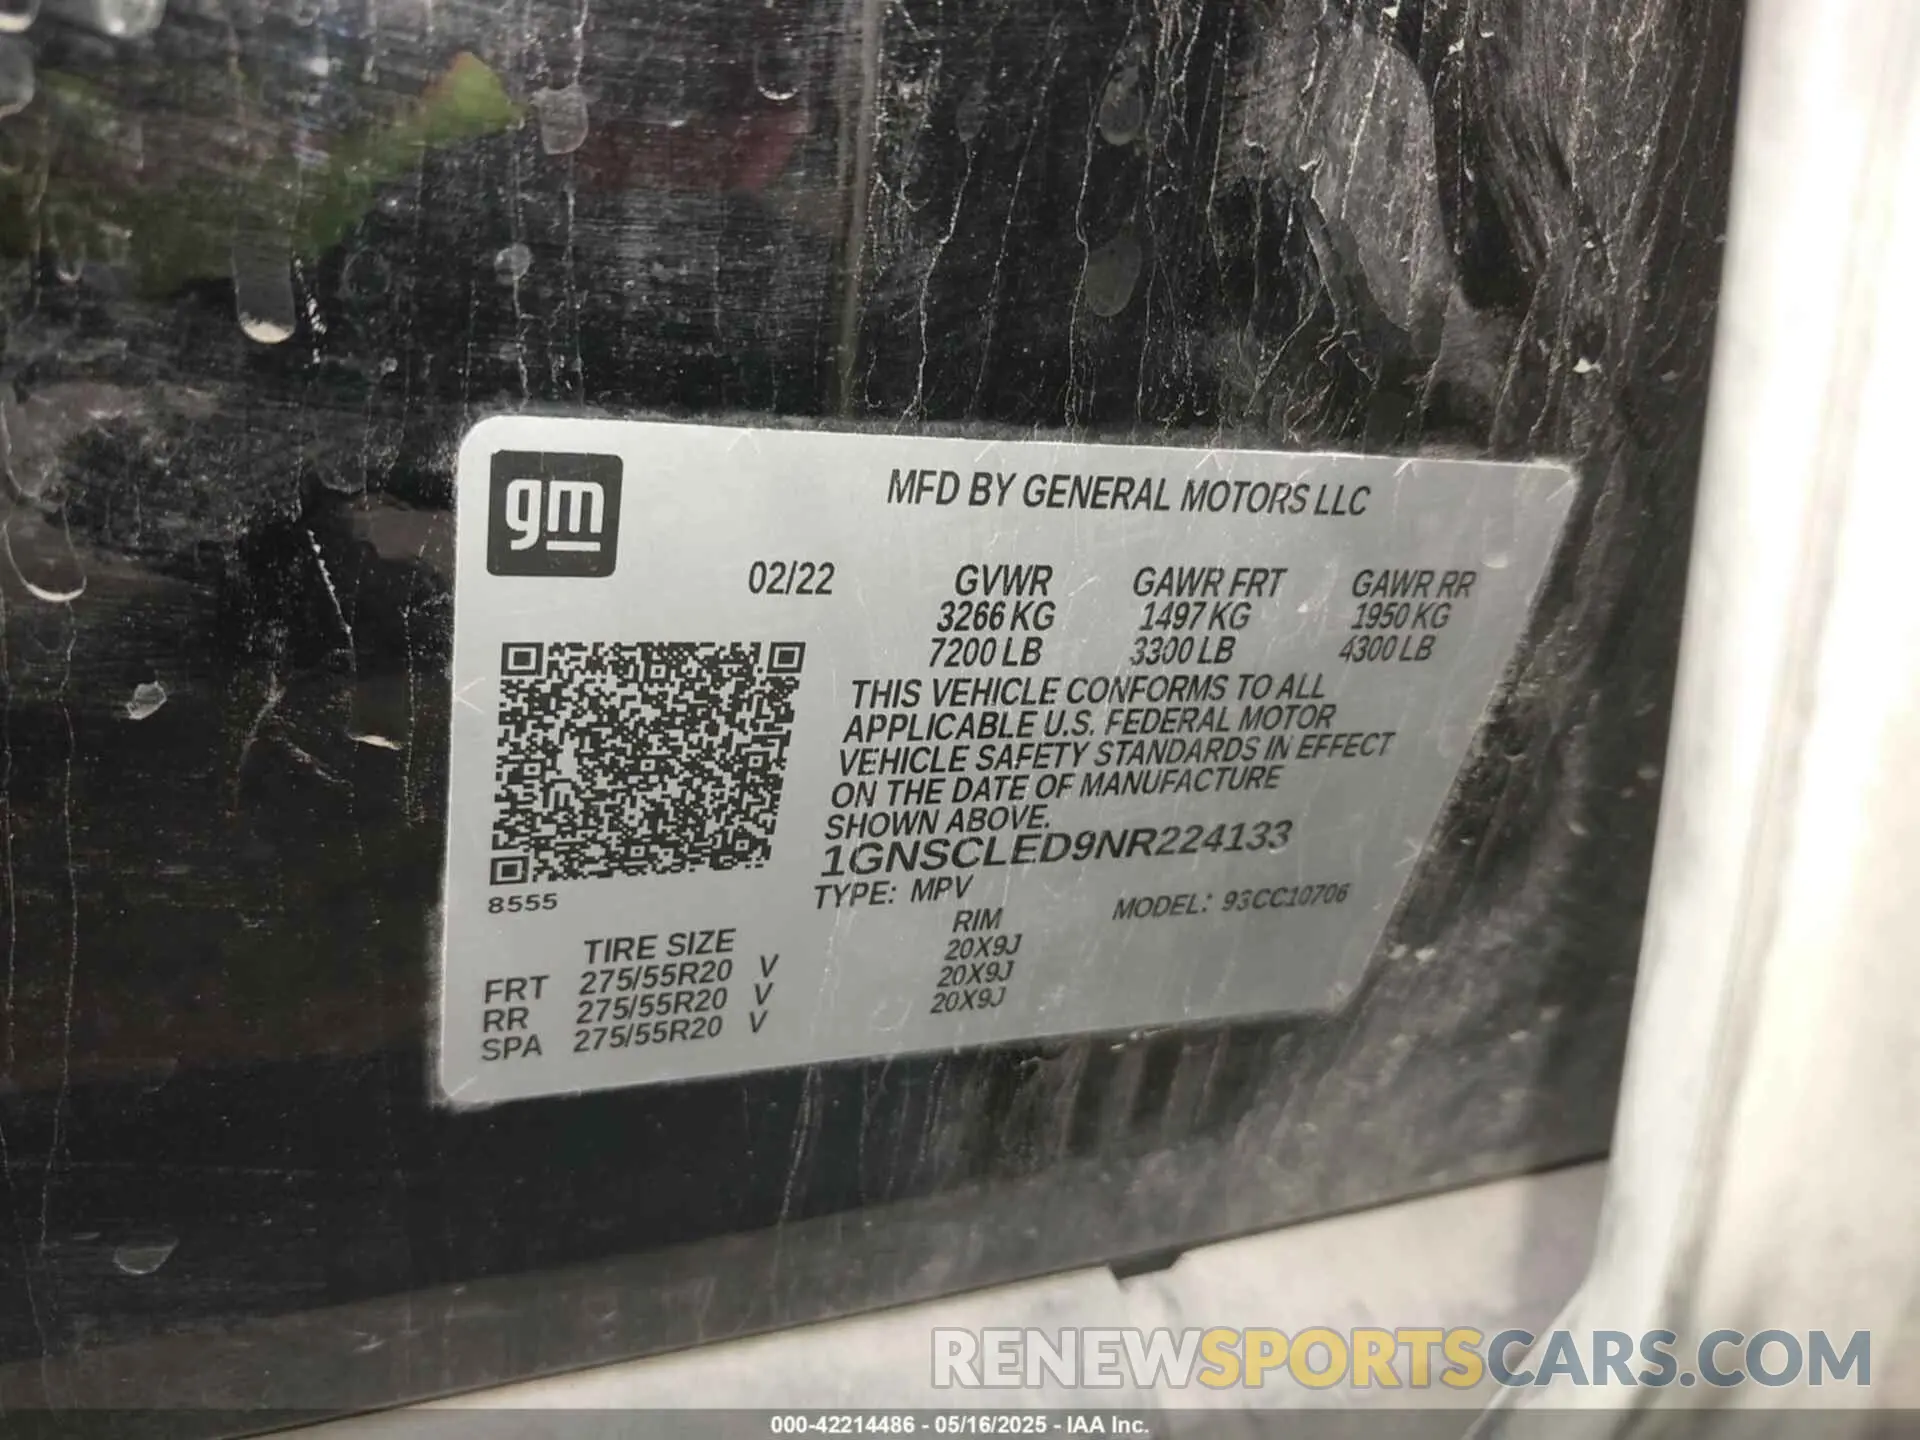 gm
MFD BY GENERAL MOTORS LLC
02/22 GVWR GAWR FRT GAWR RR
3266 KG 1497 KG 1950 KG
7200 LB 3300 LB 4300 LB
THIS VEHICLE CONFORMS TO ALL
APPLICABLE U.S. FEDERAL MOTOR
VEHICLE SAFETY STANDARDS IN EFFECT
ON THE DATE OF MANUFACTURE
SHOWN ABOVE.
1GNSCLED9NR224133
8555
TYPE: MPV MODEL: 93CC10706
TIRE SIZE RIM
FRT 275/55R20 V 20X9J
RR 275/55R20 V 20X9J
SPA 275/55R20 V 20X9J
RENEWSPORTSCARS.COM
000-42214486 - 05/16/2025 - IAA Inc.